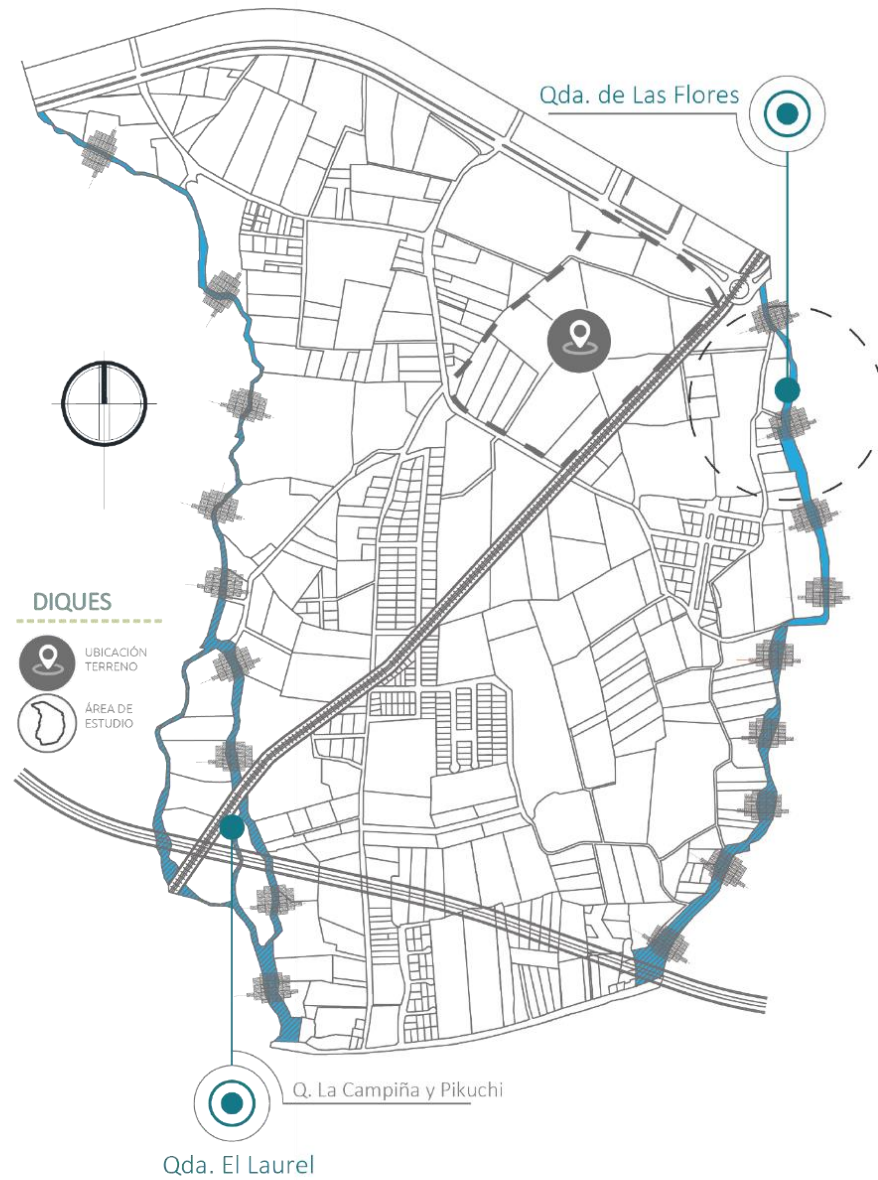 Qda. de Las Flores
DIQUES
UBICACIÓN
TERRENO
ÁREA DE
ESTUDIO
Q. La Campiña y Pikuchi
Qda. El Laurel